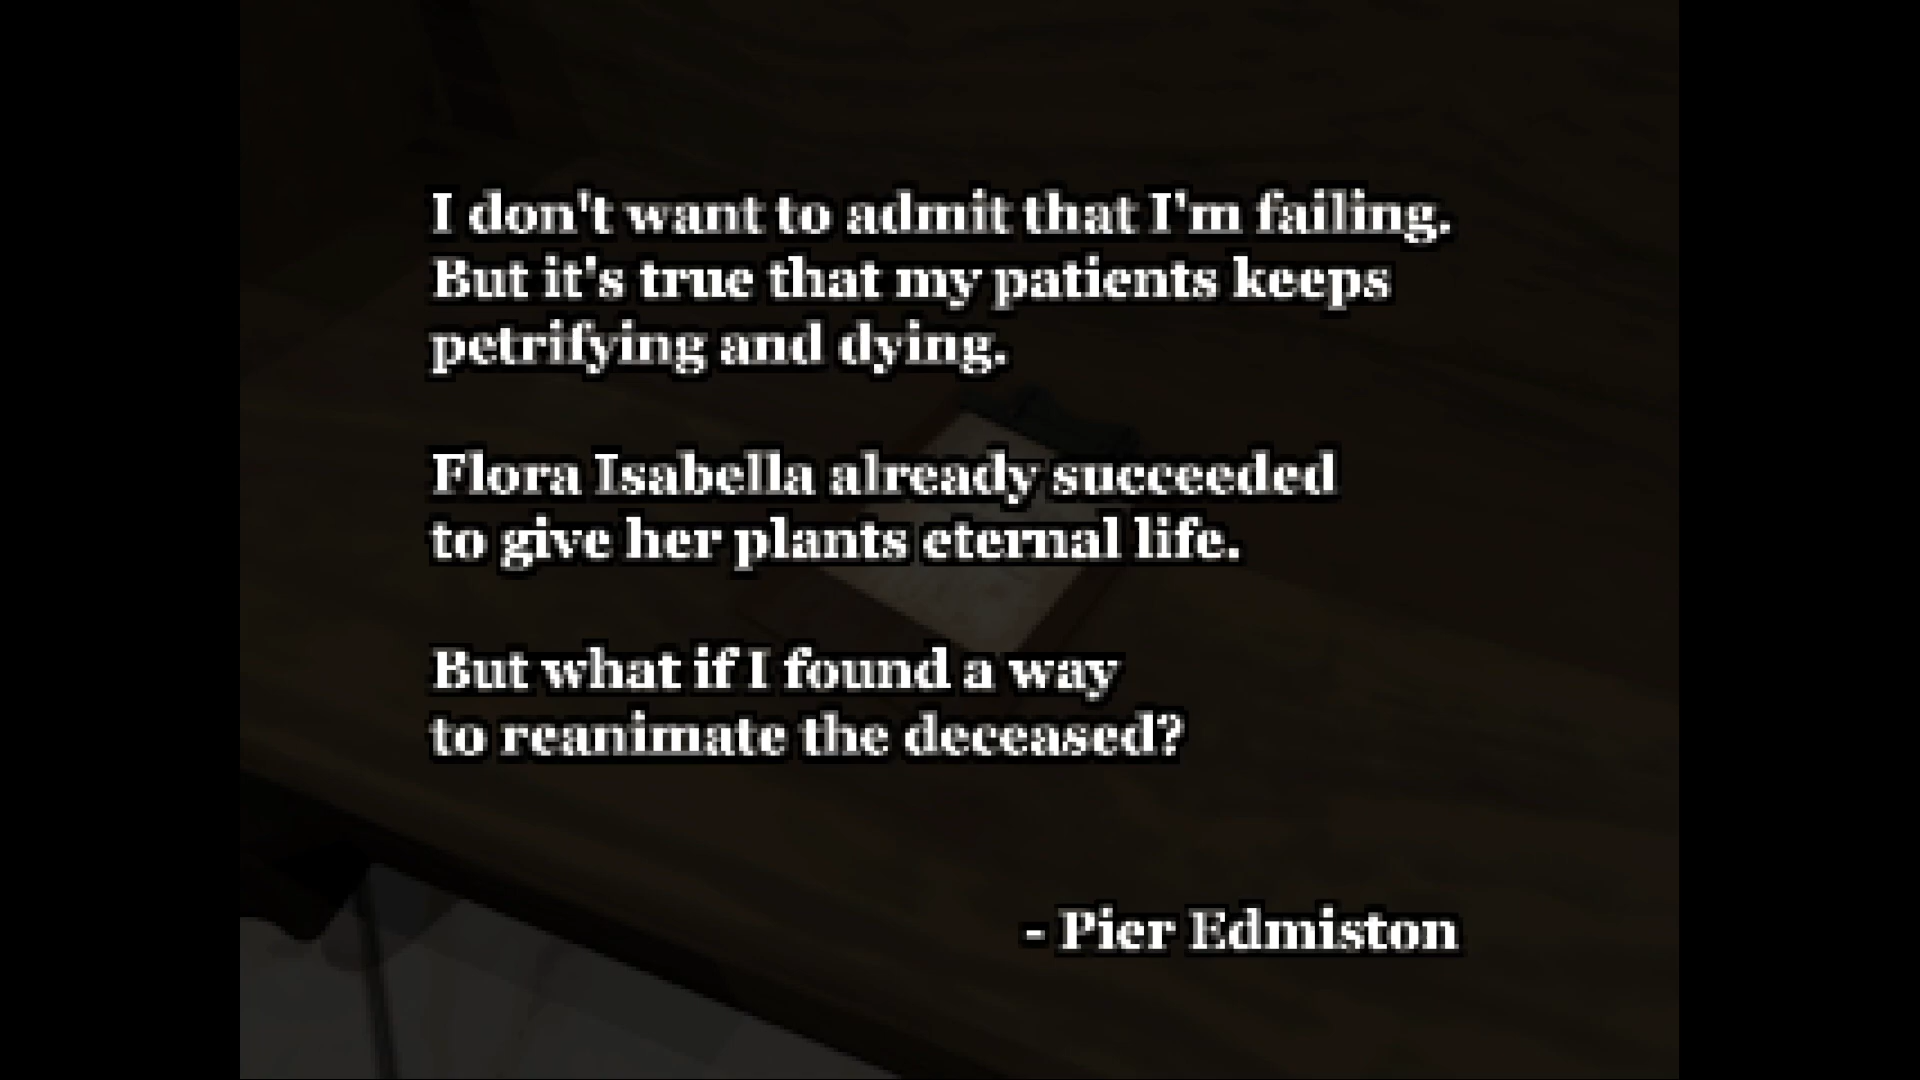 I don't want to admit that I'm failing.
But it's true that my patients keeps
petrifying and dying.
Flora Isabella already succeeded
to give her plants eternal life.
But what if I found a way
to reanimate the deceased?
- Pier Edmiston